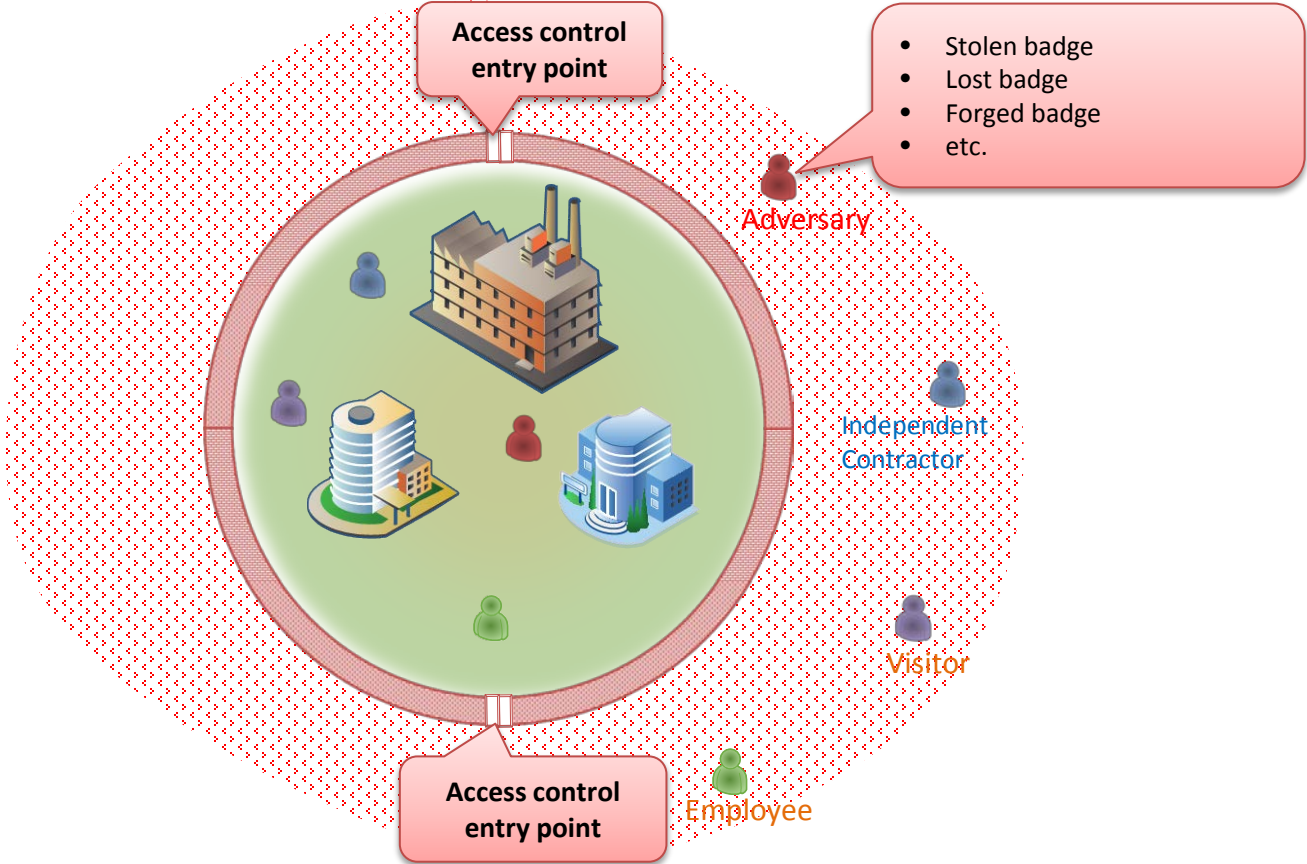 Access control
entry point
• Stolen badge
• Lost badge
• Forged badge
• etc.
Adversary
Independent
Contractor
Visitor
Employee
Access control
entry point